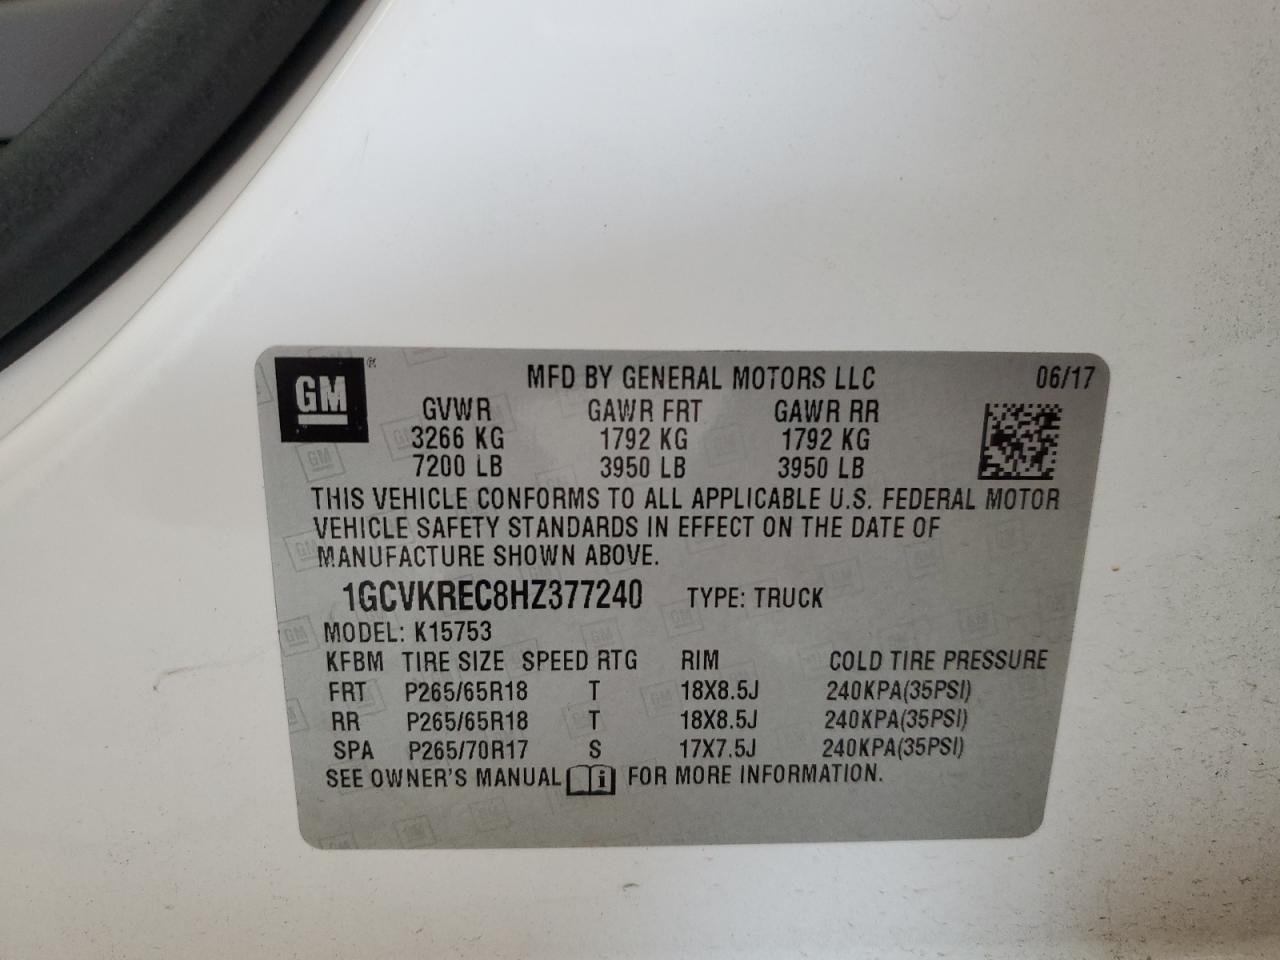 GM®
MFD BY GENERAL MOTORS LLC 06/17
GVWR GAWR FRT GAWR RR
3266 KG 1792 KG 1792 KG
7200 LB 3950 LB 3950 LB
THIS VEHICLE CONFORMS TO ALL APPLICABLE U.S. FEDERAL MOTOR
VEHICLE SAFETY STANDARDS IN EFFECT ON THE DATE OF
MANUFACTURE SHOWN ABOVE.
1GCVKREC8HZ377240 TYPE: TRUCK
MODEL: K15753
KFBM TIRE SIZE SPEED RTG RIM COLD TIRE PRESSURE
FRT P265/65R18 T 18X8.5J 240KPA(35PSI)
RR P265/65R18 T 18X8.5J 240KPA(35PSI)
SPA P265/70R17 S 17X7.5J 240KPA(35PSI)
SEE OWNER'S MANUAL i FOR MORE INFORMATION.